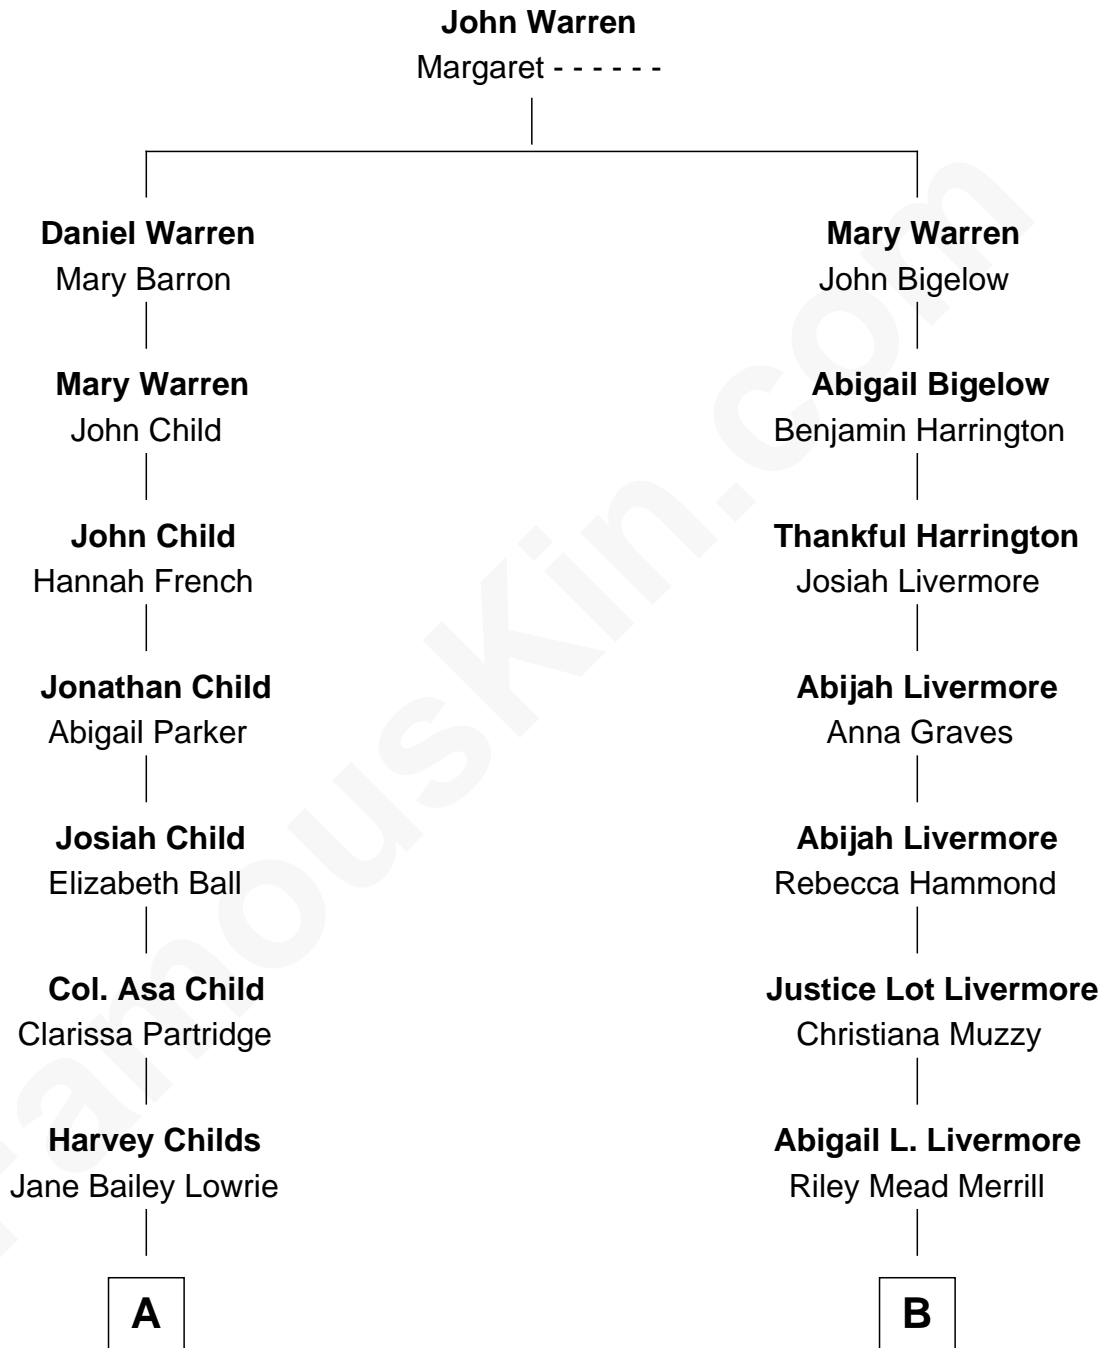 John Warren
Margaret - - - - - -
Daniel Warren
Mary Barron
Mary Warren
John Child
John Child
Hannah French
Jonathan Child
Abigail Parker
Josiah Child
Elizabeth Ball
Col. Asa Child
Clarissa Partridge
Harvey Childs
Jane Bailey Lowrie
A
Mary Warren
John Bigelow
Abigail Bigelow
Benjamin Harrington
Thankful Harrington
Josiah Livermore
Abijah Livermore
Anna Graves
Abijah Livermore
Rebecca Hammond
Justice Lot Livermore
Christiana Muzzy
Abigail L. Livermore
Riley Mead Merrill
B
FamousKin.com